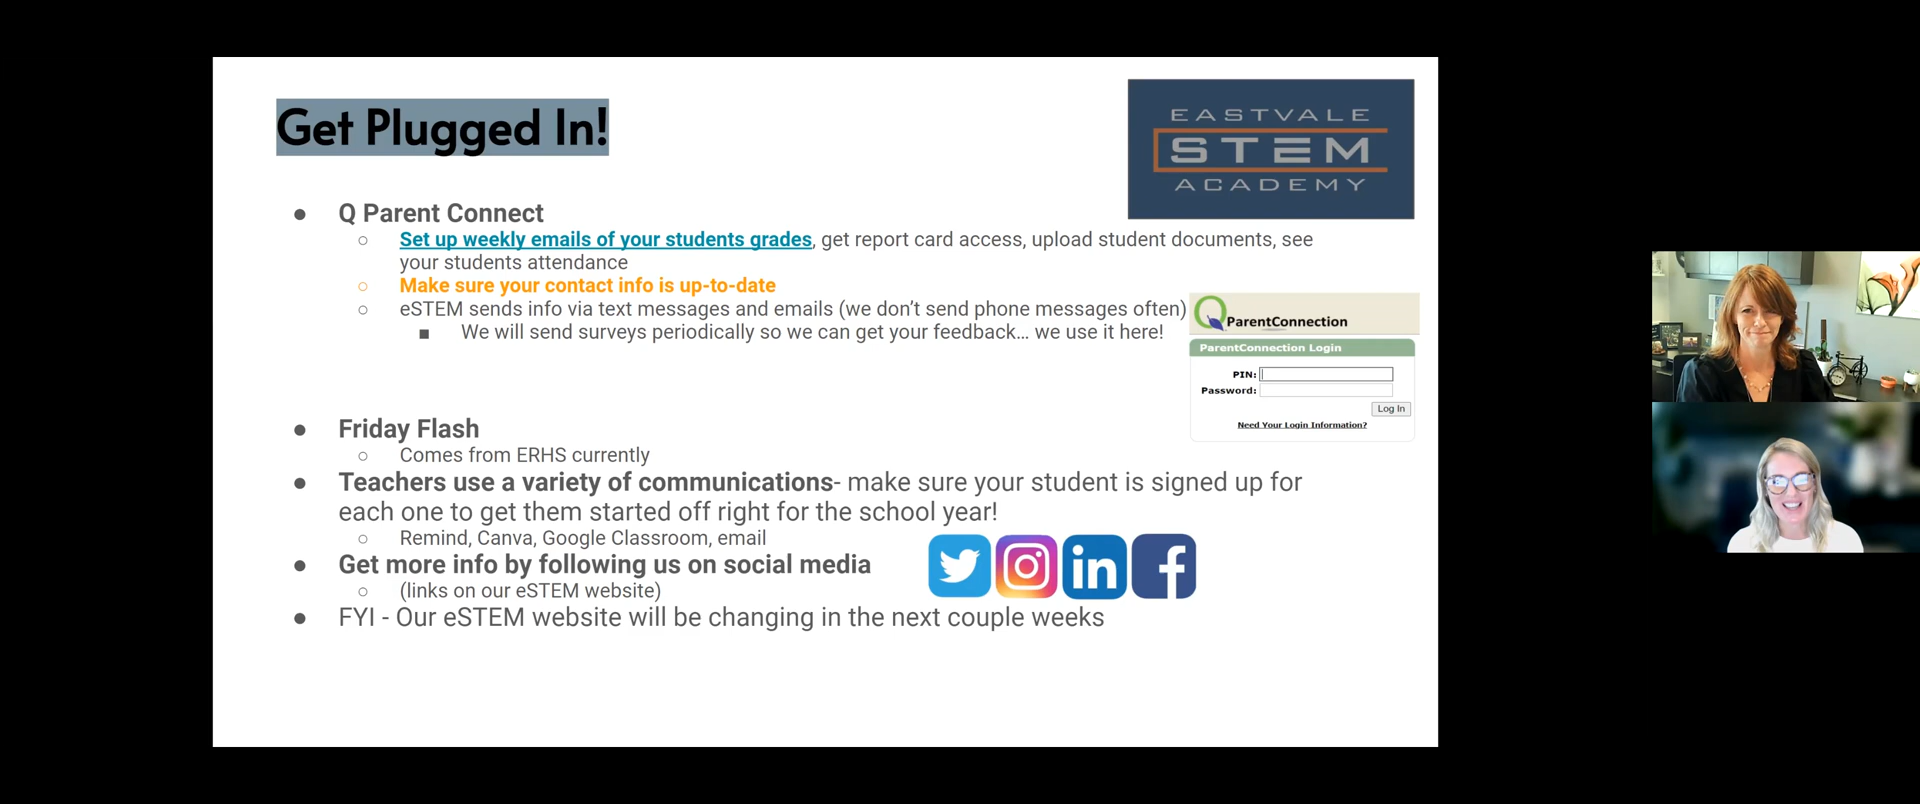 Get Plugged In!
EASTVALE
STEM
ACADEMY
● Q Parent Connect
○ Set up weekly emails of your students grades, get report card access, upload student documents, see
your students attendance
○ Make sure your contact info is up-to-date
○ eSTEM sends info via text messages and emails (we don’t send phone messages often)
■ We will send surveys periodically so we can get your feedback... we use it here!
ParentConnection
ParentConnection Login
PIN:
Password:
Log In
Need Your Login Information?
● Friday Flash
○ Comes from ERHS currently
● Teachers use a variety of communications- make sure your student is signed up for
each one to get them started off right for the school year!
○ Remind, Canva, Google Classroom, email
● Get more info by following us on social media
○ (links on our eSTEM website)
in
f
● FYI - Our eSTEM website will be changing in the next couple weeks